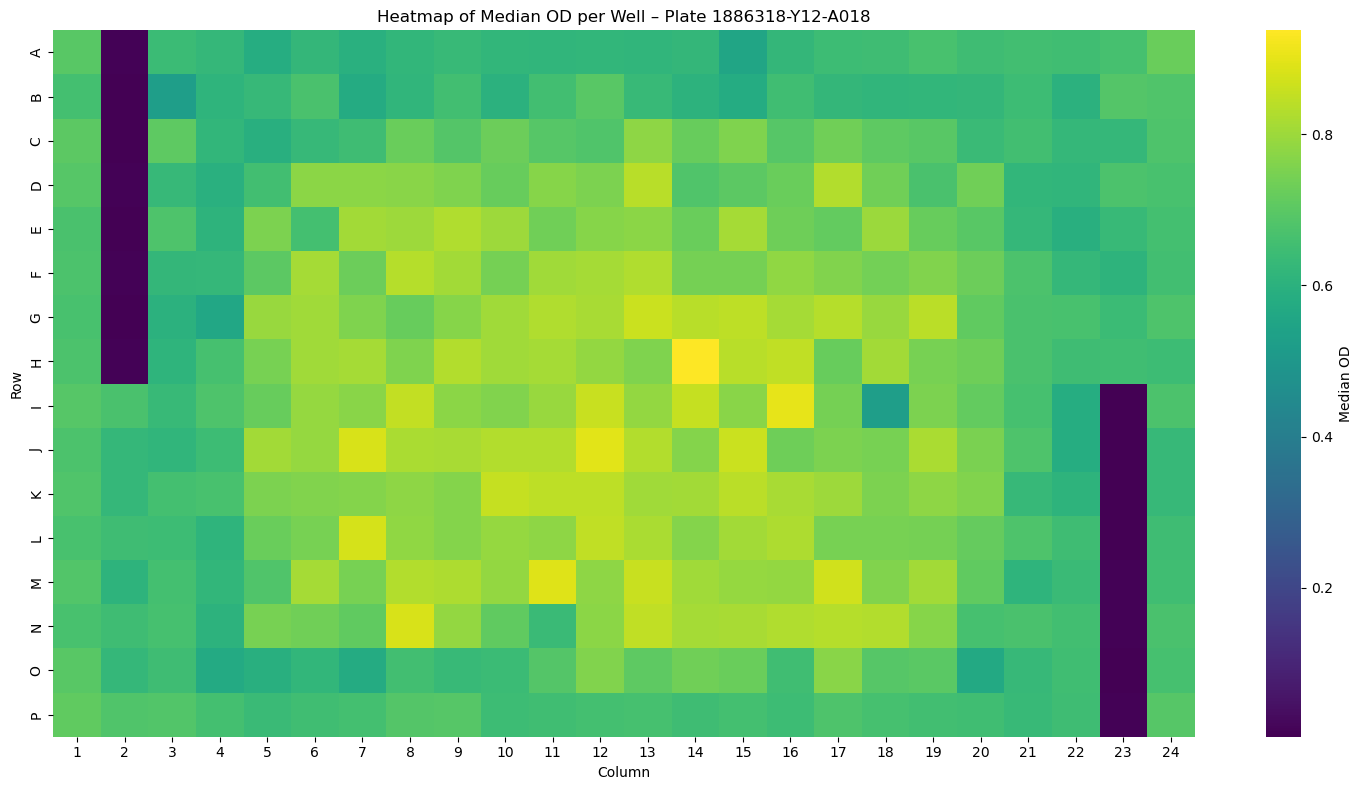 Heatmap of Median OD per Well – Plate 1886318-Y12-A018
A
B
C
D
E
F
G
H
I
J
K
L
M
N
O
P
Row
1 2 3 4 5 6 7 8 9 10 11 12 13 14 15 16 17 18 19 20 21 22 23 24
Column
0.8
0.6
0.4
0.2
Median OD